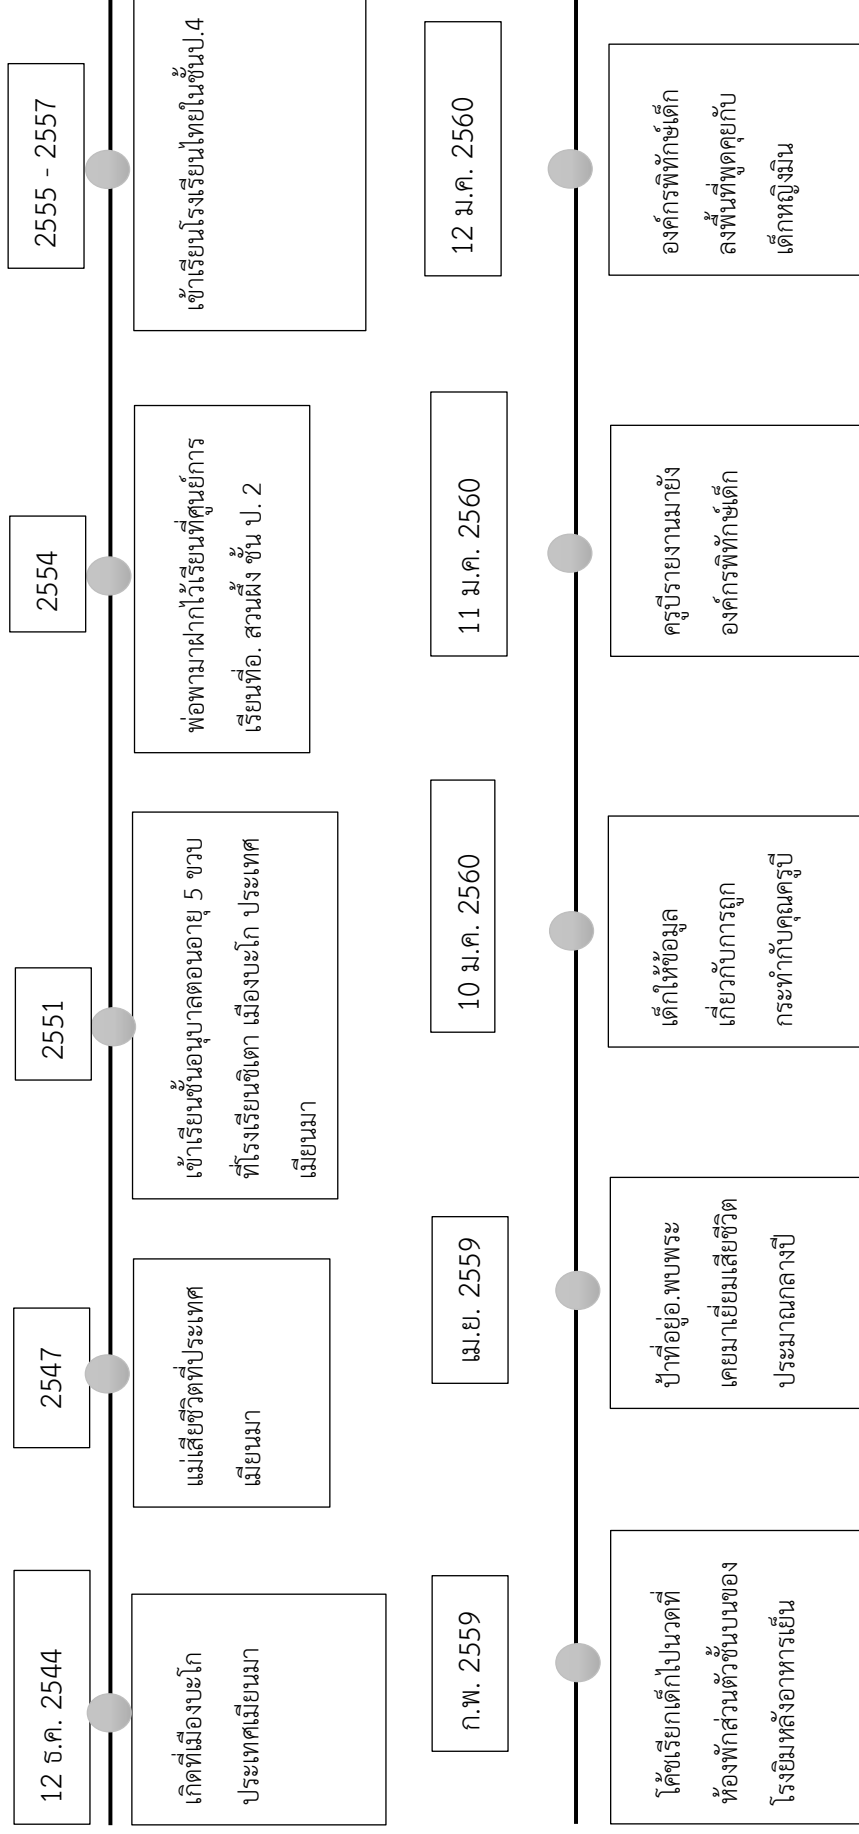 12 ธ.ค. 2544
เกิดที่เมืองบะโก
ประเทศเมียนมา
2547
แม่เสียชีวิตที่ประเทศ
เมียนมา
2551
เข้าเรียนชั้นอนุบาลตอนอายุ 5 ขวบ
ที่โรงเรียนชิเตา เมืองบะโก ประเทศ
เมียนมา
2554
พ่อพามาฝากไว้เรียนที่ศูนย์การ
เรียนที่อ. สวนผึ้ง ชั้น ป. 2
2555 - 2557
เข้าเรียนโรงเรียนไทยในชั้นป.4
ก.พ. 2559
โค้ชเรียกเด็กไปนวดที่
ห้องพักส่วนตัวชั้นบนของ
โรงยิมหลังอาหารเย็น
เม.ย. 2559
ป้าที่อยู่อ.พบพระ
เคยมาเยี่ยมเสียชีวิต
ประมาณกลางปี
10 ม.ค. 2560
เด็กให้ข้อมูล
เกี่ยวกับการถูก
กระทำกับคุณครูบี
11 ม.ค. 2560
ครูบีรายงานมายัง
องค์กรพิทักษ์เด็ก
12 ม.ค. 2560
องค์กรพิทักษ์เด็ก
ลงพื้นที่พูดคุยกับ
เด็กหญิงมิน